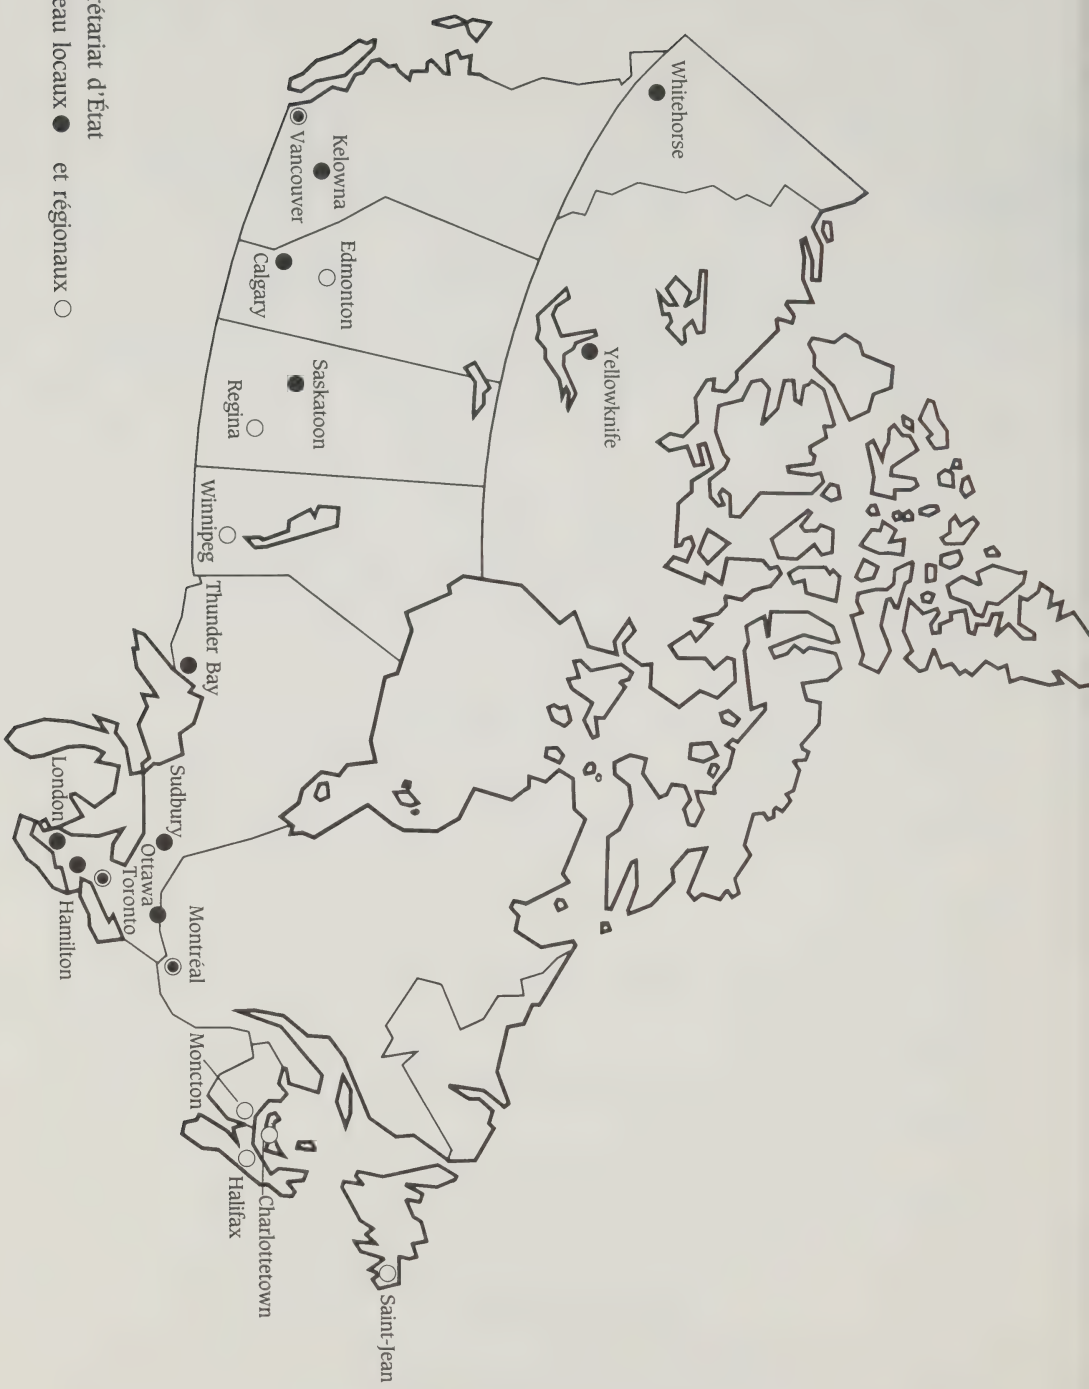 Whitehorse
Yellowknife
Saint-Jean
Edmonton
Kelowna
Saskatoon
Vancouver
Charlottetown
Calgary
Regina
Halifax
Thunder Bay
Winnipeg
Montréal
Moncton
Sudbury
Ottawa
Toronto
Hamilton
London
rétariat d'État
eau locaux ● et régionaux ○